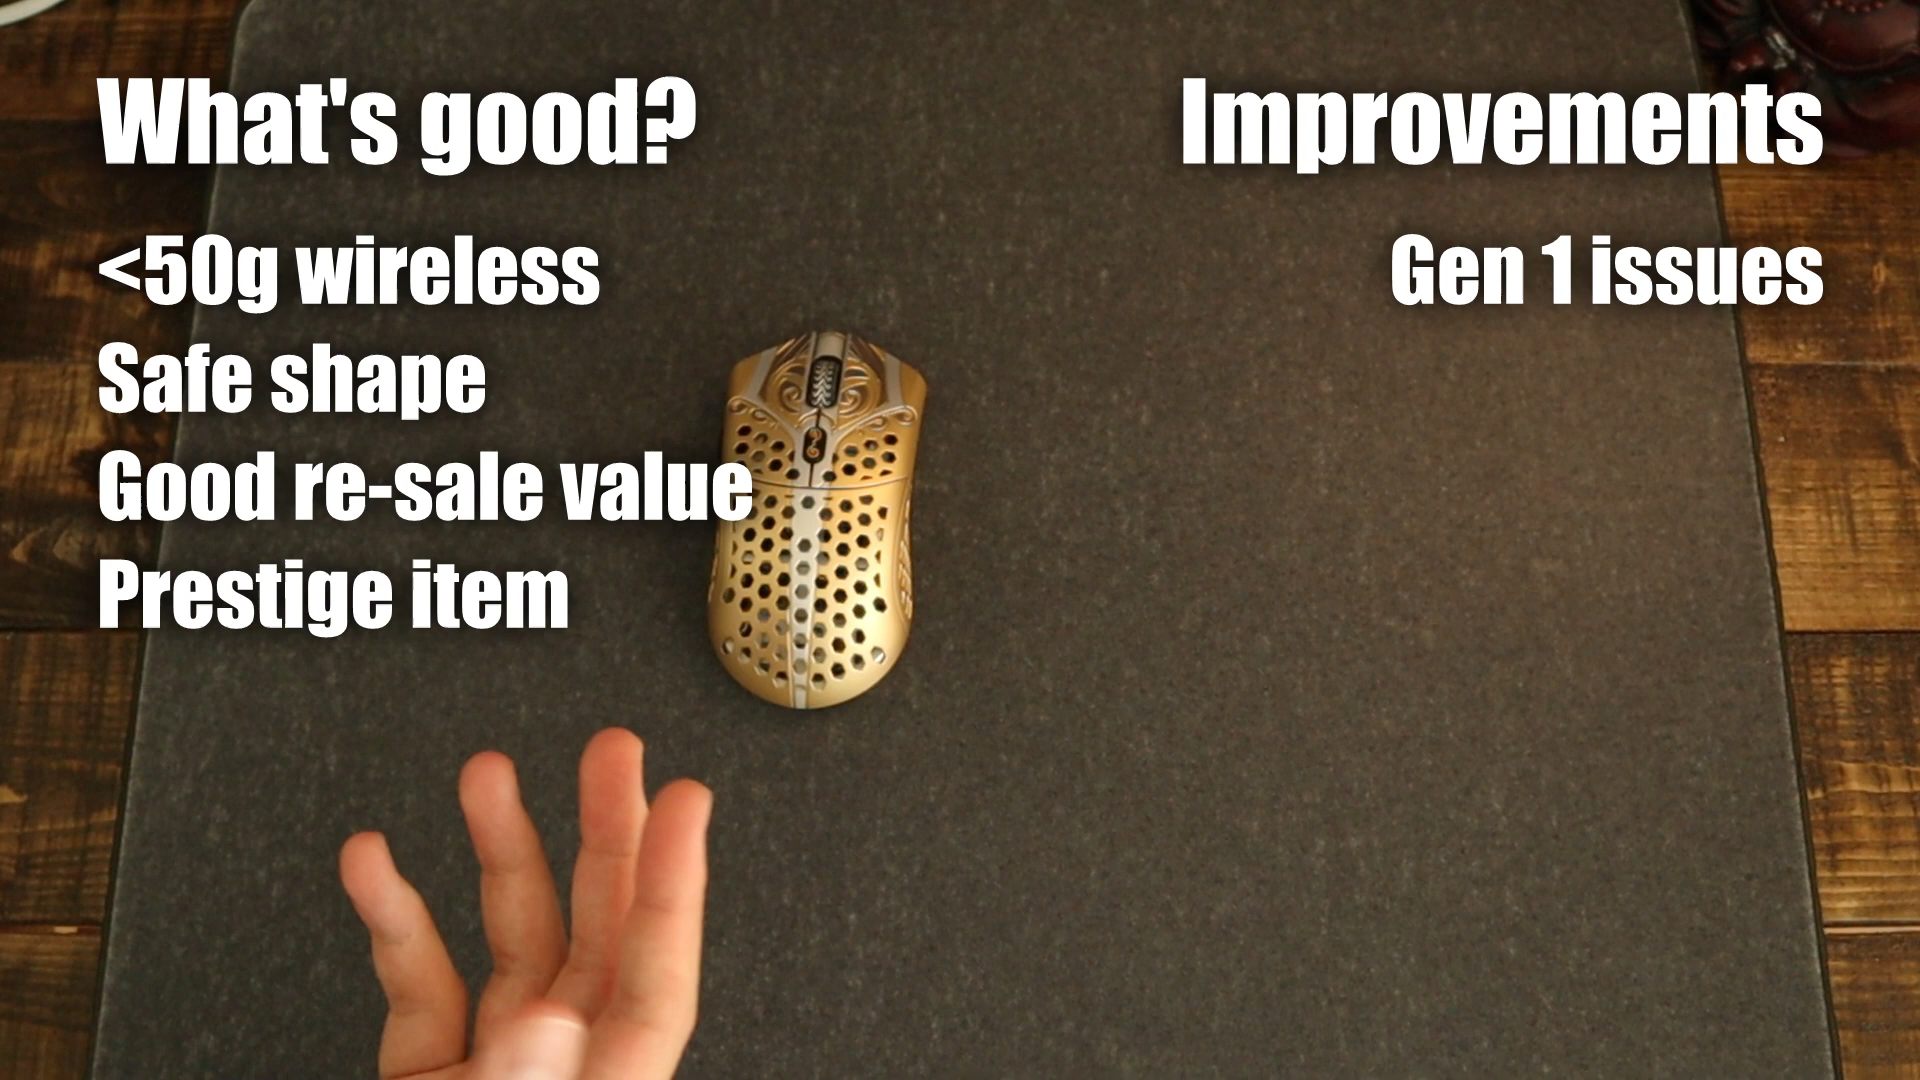 What's good?
<50g wireless
Safe shape
Good re-sale value
Prestige item
Improvements
Gen 1 issues